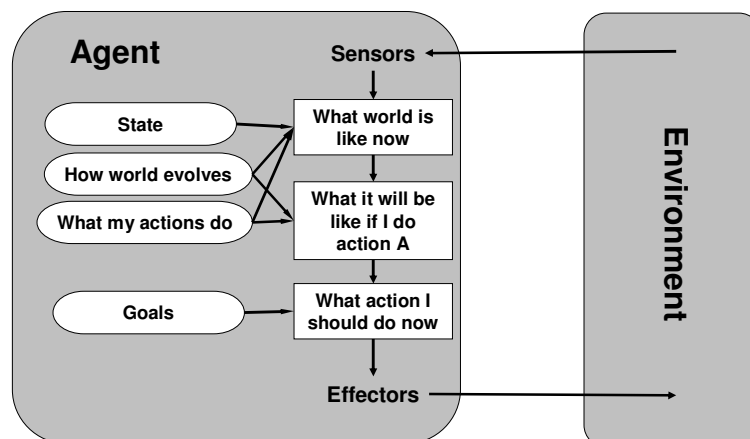 Agent
Sensors
State
What world is
like now
How world evolves
What my actions do
What it will be
like if I do
action A
Goals
What action I
should do now
Effectors
Environment